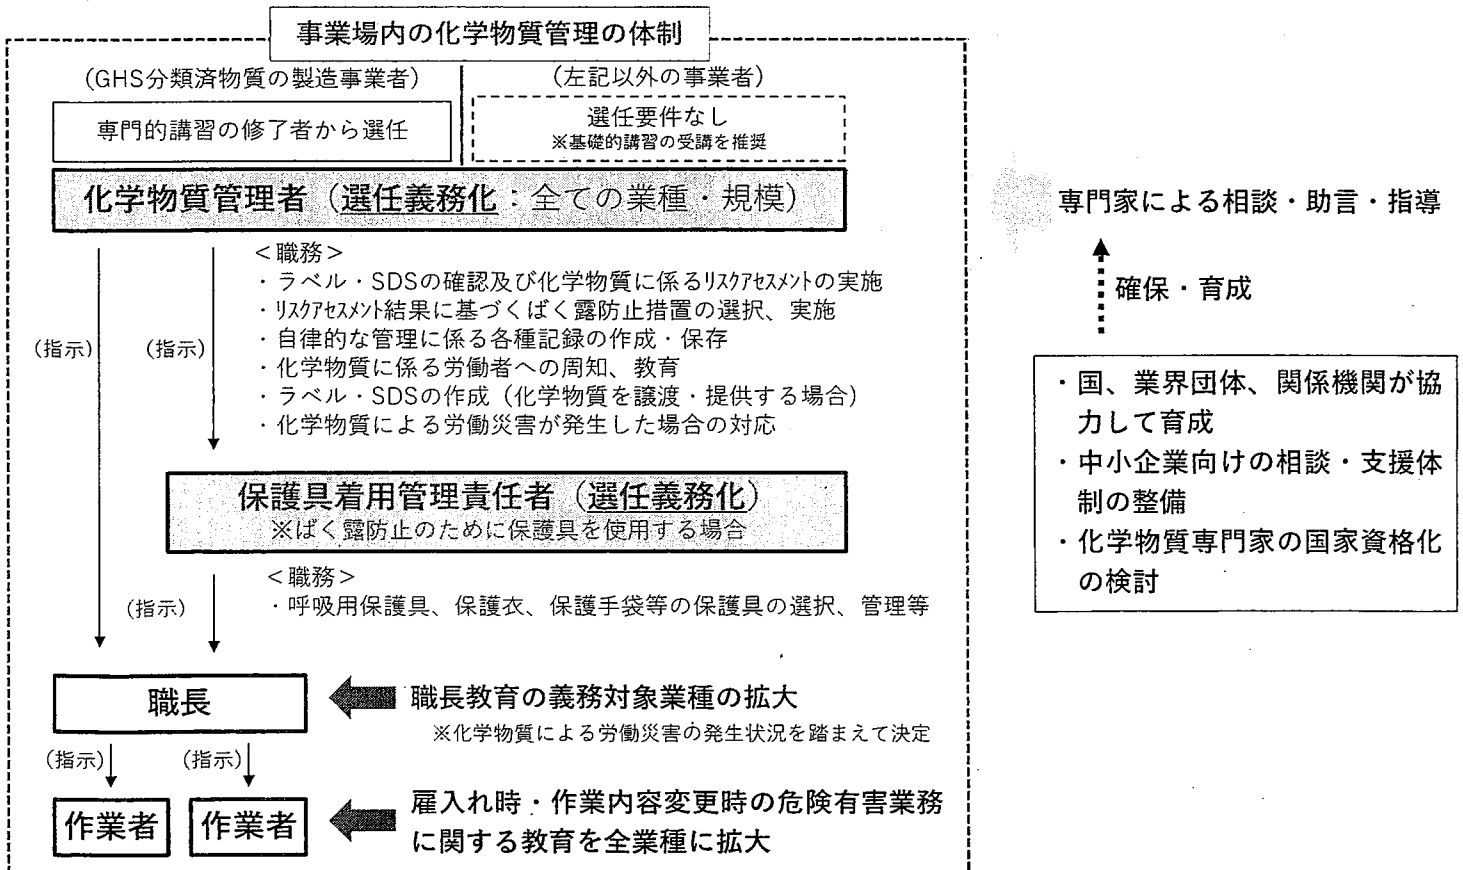 事業場内の化学物質管理の体制
(GHS分類済物質の製造事業者)
(左記以外の事業者)
専門的講習の修了者から選任
選任要件なし
※基礎的講習の受講を推奨
化学物質管理者（選任義務化：全ての業種・規模）
＜職務＞
・ラベル・SDSの確認及び化学物質に係るﾘｽｸｱｾｽﾒﾝﾄの実施
・ﾘｽｸｱｾｽﾒﾝﾄ結果に基づくばく露防止措置の選択、実施
・自律的な管理に係る各種記録の作成・保存
・化学物質に係る労働者への周知、教育
・ラベル・SDSの作成（化学物質を譲渡・提供する場合）
・化学物質による労働災害が発生した場合の対応
(指示)
(指示)
保護具着用管理責任者（選任義務化）
※ばく露防止のために保護具を使用する場合
＜職務＞
・呼吸用保護具、保護衣、保護手袋等の保護具の選択、管理等
(指示)
職長
職長教育の義務対象業種の拡大
※化学物質による労働災害の発生状況を踏まえて決定
(指示)
(指示)
作業者
作業者
雇入れ時・作業内容変更時の危険有害業務
に関する教育を全業種に拡大
専門家による相談・助言・指導
確保・育成
・国、業界団体、関係機関が協
力して育成
・中小企業向けの相談・支援体
制の整備
・化学物質専門家の国家資格化
の検討